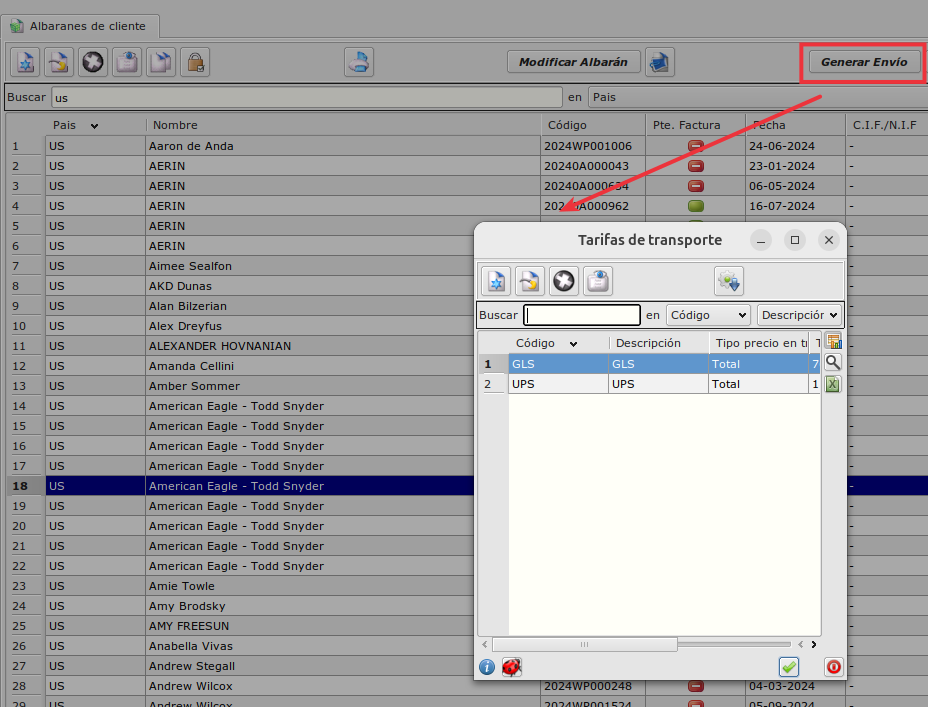 Albaranes de cliente
Modificar Albarán Generar Envío
Buscar us en Pais
Pais Nombre Código Pte. Factura Fecha C.I.F./N.I.F
1 US Aaron de Anda 2024WP001006 24-06-2024 -
2 US AERIN 20240A000043 23-01-2024 -
3 US AERIN 20240A000634 06-05-2024 -
4 US AERIN 20240A000962 16-07-2024 -
5 US AERIN -
6 US AERIN -
7 US Aimee Sealfon -
8 US AKD Dunas -
9 US Alan Bilzerian -
10 US Alex Dreyfus -
11 US ALEXANDER HOVNANIAN -
12 US Amanda Cellini -
13 US Amber Sommer -
14 US American Eagle - Todd Snyder -
15 US American Eagle - Todd Snyder -
16 US American Eagle - Todd Snyder -
17 US American Eagle - Todd Snyder -
18 US American Eagle - Todd Snyder -
19 US American Eagle - Todd Snyder -
20 US American Eagle - Todd Snyder -
21 US American Eagle - Todd Snyder -
22 US American Eagle - Todd Snyder -
23 US Amie Towle -
24 US Amy Brodsky -
25 US AMY FREESUN -
26 US Anabella Vivas -
27 US Andrew Stegall -
28 US Andrew Wilcox 2024WP000248 04-03-2024 -
29 US Andrew Wilcox 2024WP001524 05-09-2024 -
Tarifas de transporte
Buscar en Código Descripción
Código Descripción Tipo precio en tr T
1 GLS GLS Total 7
2 UPS UPS Total 1